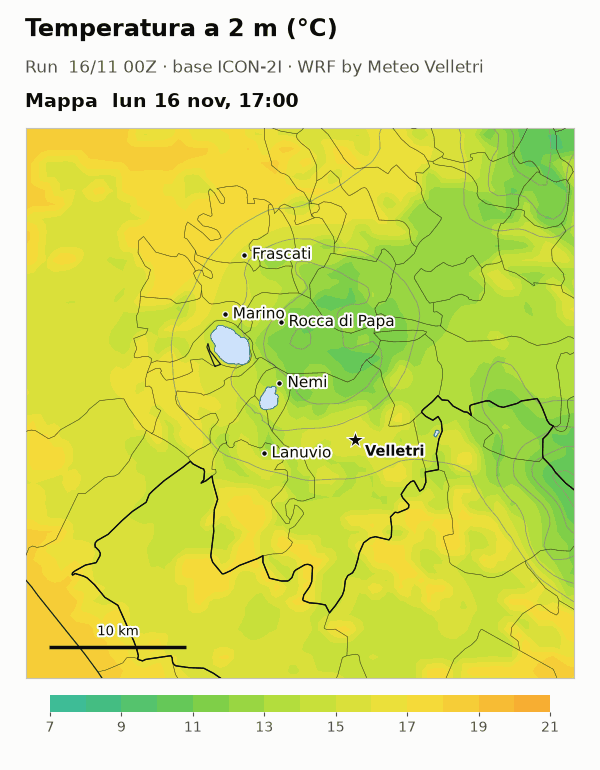 Temperatura a 2 m (°C)
Run  16/11 00Z · base ICON-2I · WRF by Meteo Velletri
Mappa  lun 16 nov, 17:00
Frascati
Marino
Rocca di Papa
Nemi
Velletri
Lanuvio
10 km
7 9 11 13 15 17 19 21